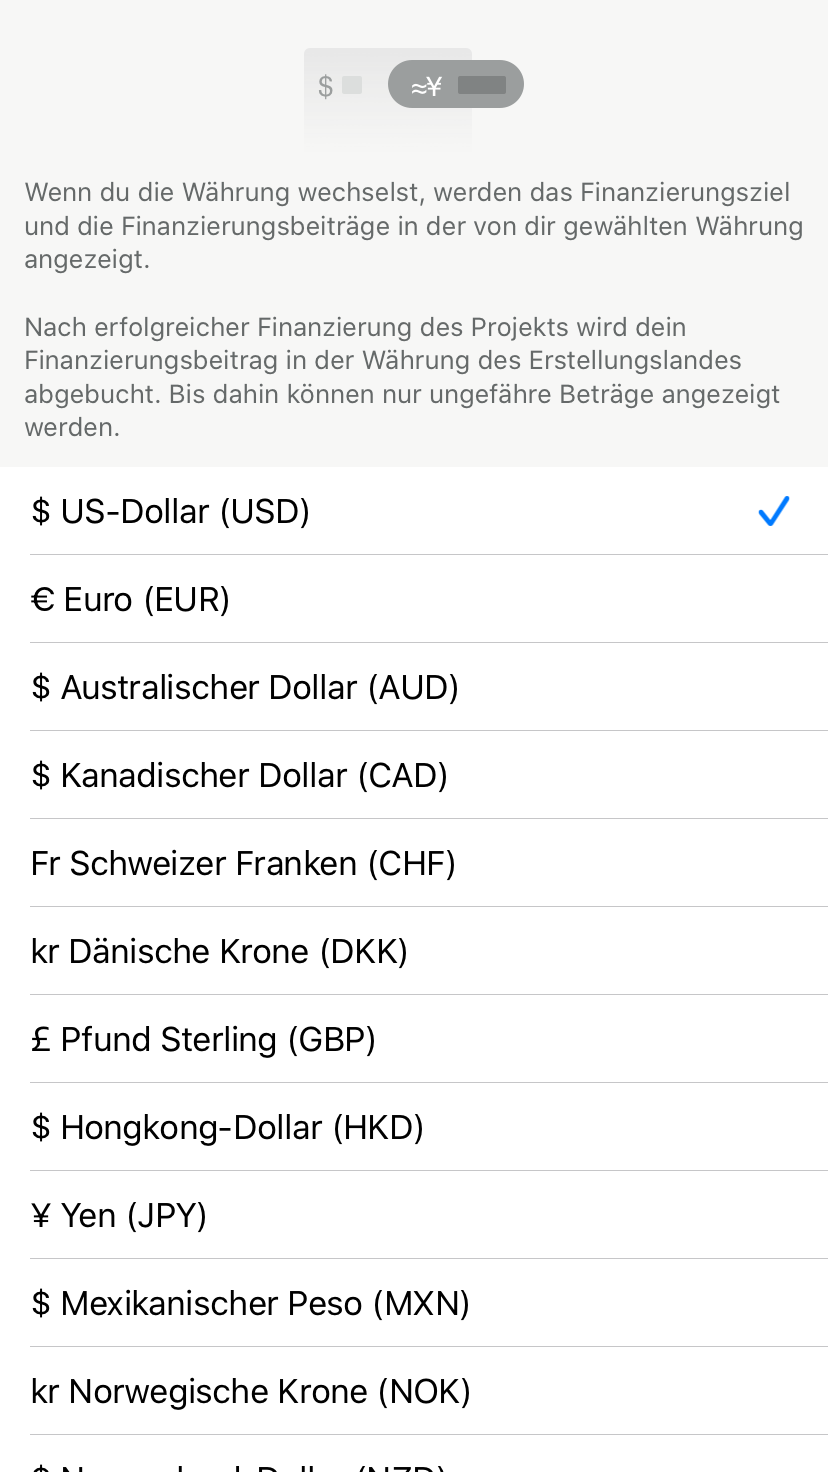 $
≈¥
Wenn du die Währung wechselst, werden das Finanzierungsziel
und die Finanzierungsbeiträge in der von dir gewählten Währung
angezeigt.
Nach erfolgreicher Finanzierung des Projekts wird dein
Finanzierungsbeitrag in der Währung des Erstellungslandes
abgebucht. Bis dahin können nur ungefähre Beträge angezeigt
werden.
$ US-Dollar (USD)
€ Euro (EUR)
$ Australischer Dollar (AUD)
$ Kanadischer Dollar (CAD)
Fr Schweizer Franken (CHF)
kr Dänische Krone (DKK)
£ Pfund Sterling (GBP)
$ Hongkong-Dollar (HKD)
¥ Yen (JPY)
$ Mexikanischer Peso (MXN)
kr Norwegische Krone (NOK)